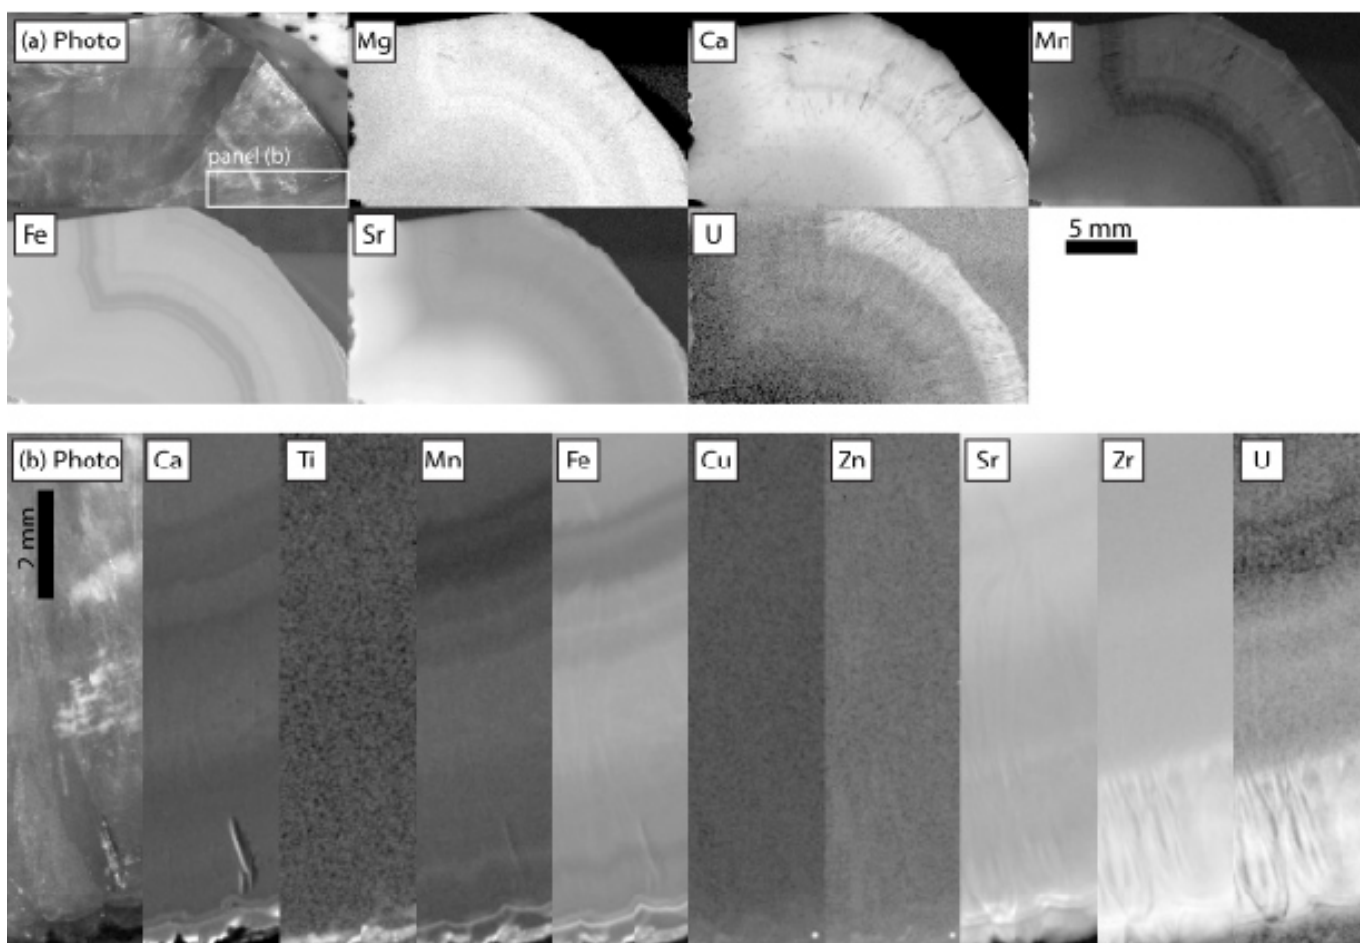 (a) Photo
Mg
Ca
Mn
panel (b)
Fe
Sr
U
5 mm
(b) Photo
Ca
Ti
Mn
Fe
Cu
Zn
Sr
Zr
U
2 mm